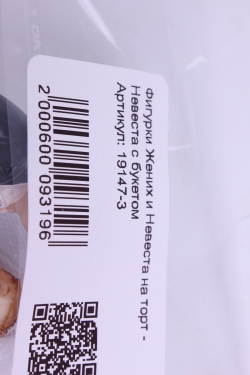 Фигурки Жених и Невеста на торт -
Невеста с букетом
Артикул: 19147-3
2 000600 093196